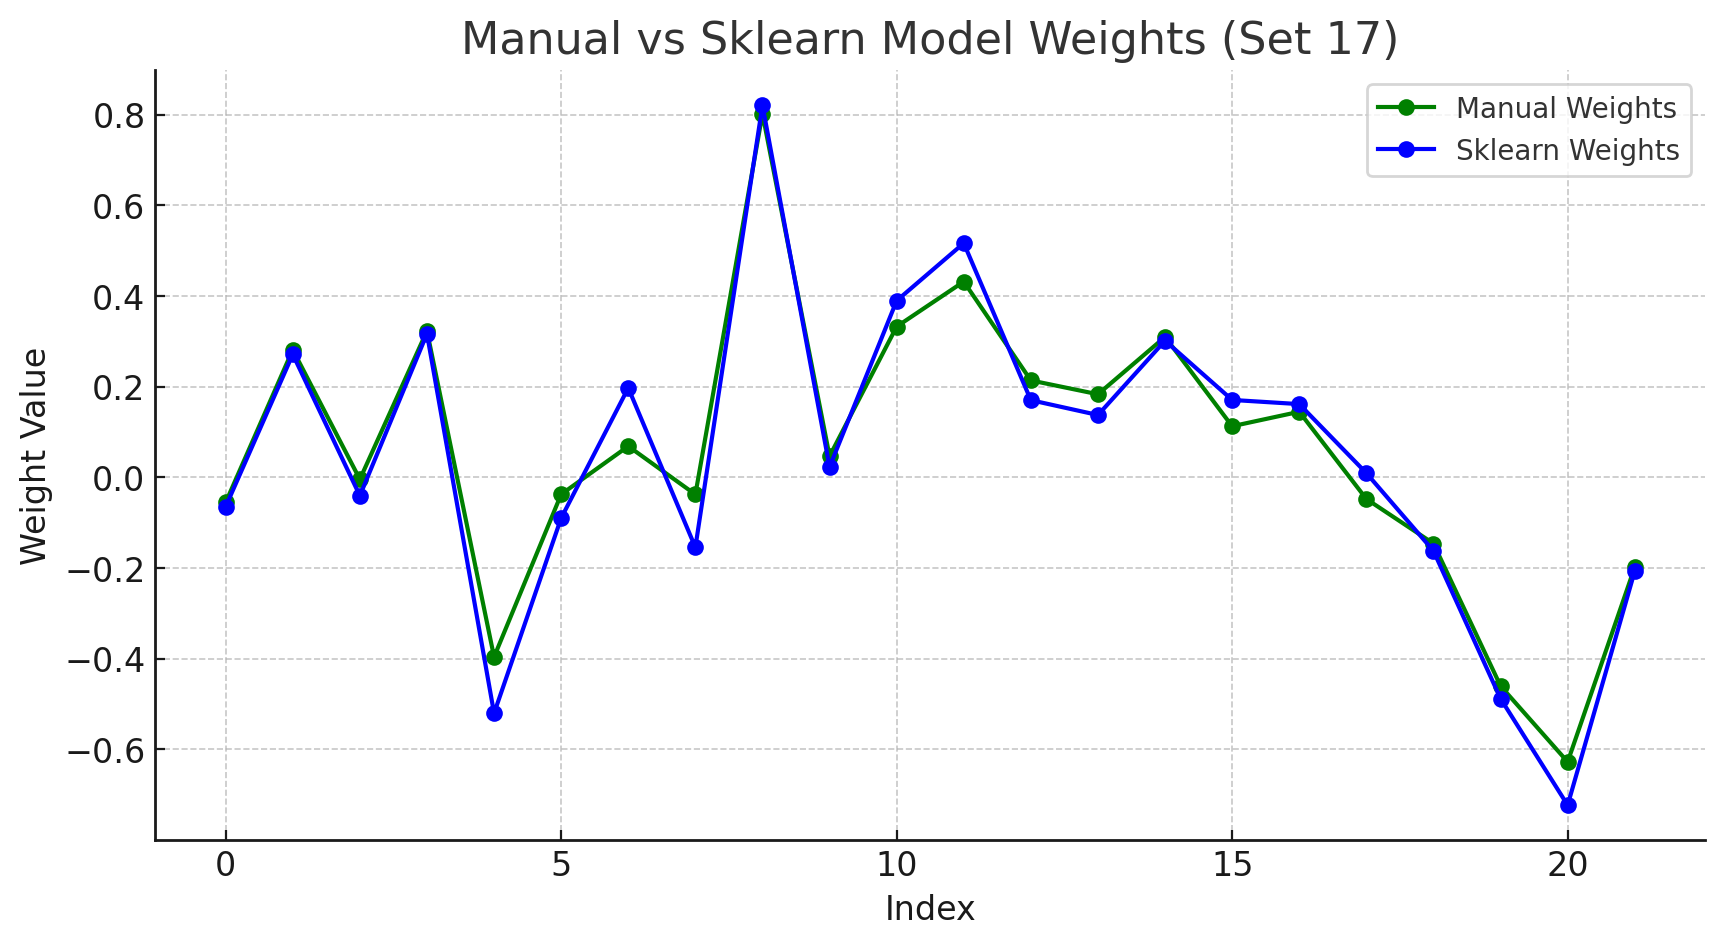 Manual vs Sklearn Model Weights (Set 17)
Manual Weights
Sklearn Weights
Weight Value
0.8
0.6
0.4
0.2
0.0
−0.2
−0.4
−0.6
0 5 10 15 20
Index